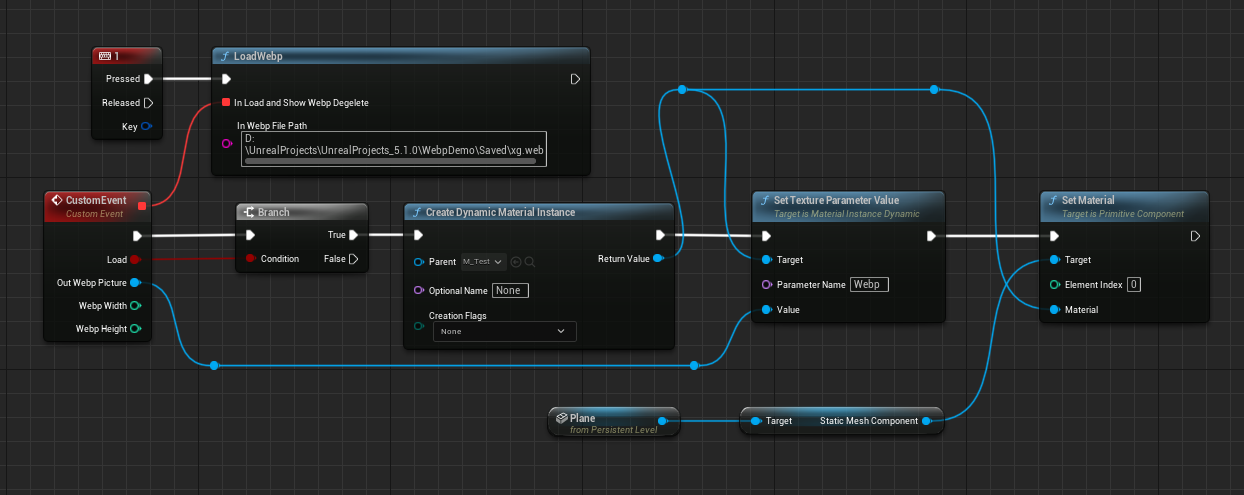 1
Pressed
Released
Key
LoadWebp
In Load and Show Webp Degelete
In Webp File Path
D:
\UnrealProjects\UnrealProjects_5.1.0\WebpDemo\Saved\xg.web
CustomEvent
Custom Event
Load
Out Webp Picture
Webp Width
Webp Height
Branch
True
Condition
False
Create Dynamic Material Instance
Parent
M_Test
Return Value
Optional Name
None
Creation Flags
None
Set Texture Parameter Value
Target is Material Instance Dynamic
Target
Parameter Name
Webp
Value
Set Material
Target is Primitive Component
Target
Element Index
0
Material
Plane
from Persistent Level
Target
Static Mesh Component